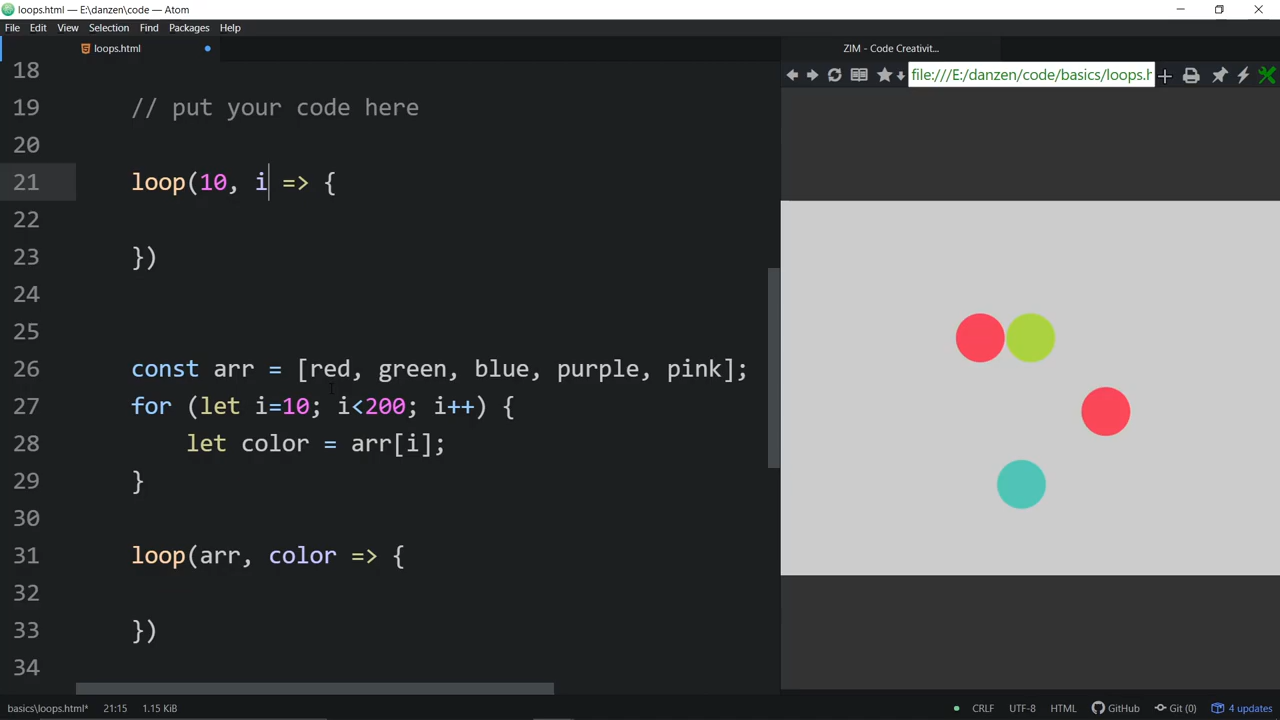 loops.html — E:\danzen\code — Atom
File Edit View Selection Find Packages Help
loops.html
ZIM - Code Creativit...
file:///E:/danzen/code/basics/loops.h
18
19 // put your code here
20
21 loop(10, i => {
22
23 })
24
25
26 const arr = [red, green, blue, purple, pink];
27 for (let i=10; i<200; i++) {
28 let color = arr[i];
29 }
30
31 loop(arr, color => {
32
33 })
34
basics\loops.html* 21:15 1.15 KiB CRLF UTF-8 HTML GitHub Git (0) 4 updates